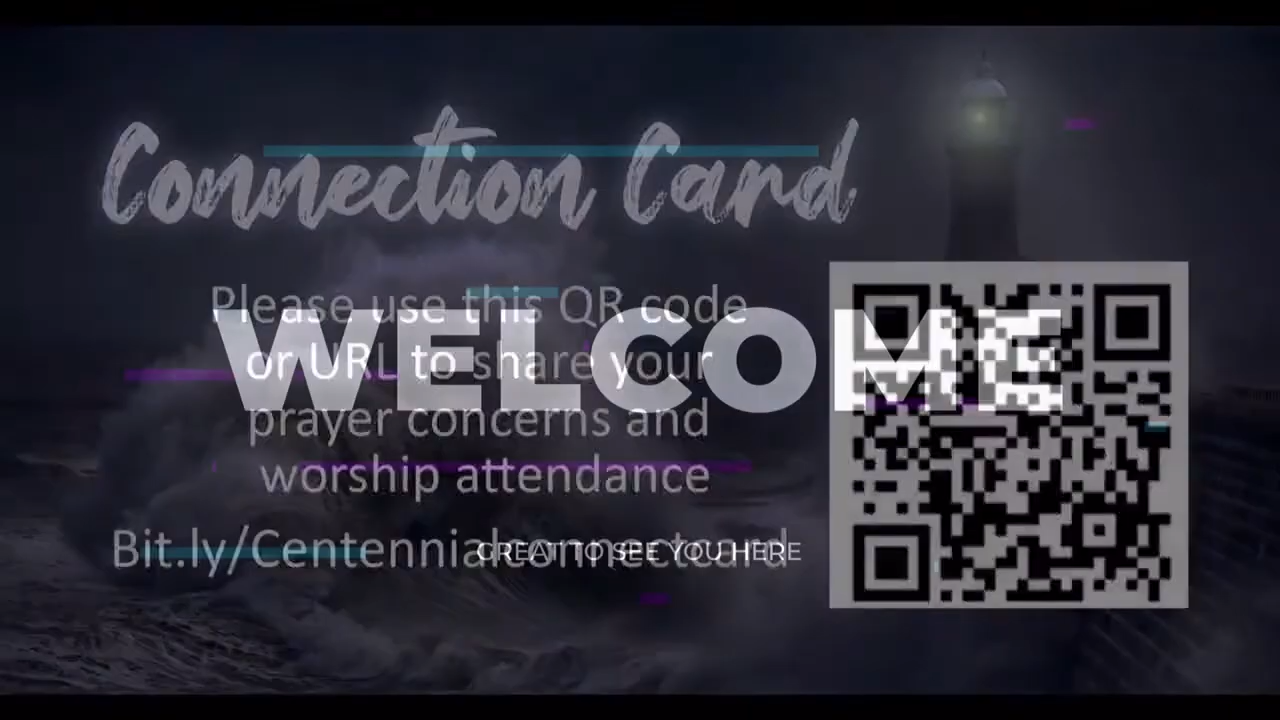 Connection Card
Please use this QR code
WELCOME
or URL to share your
prayer concerns and
worship attendance
Bit.ly/Centennialconnectcard
GREAT TO SEE YOU HERE